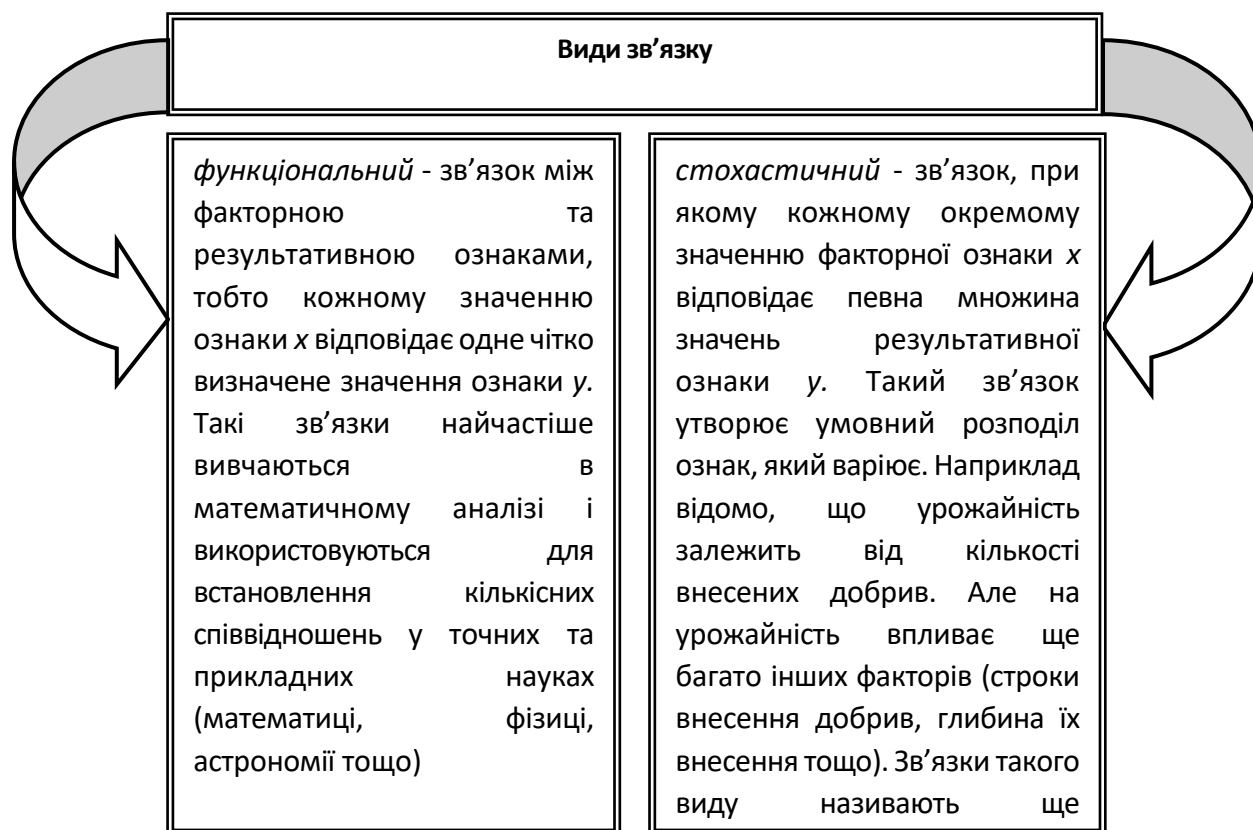 Види зв’язку
функціональний - зв’язок між
факторною та
результативною ознаками,
тобто кожному значенню
ознаки x відповідає одне чітко
визначене значення ознаки y.
Такі зв’язки найчастіше
вивчаються в
математичному аналізі і
використовуються для
встановлення кількісних
співвідношень у точних та
прикладних науках
(математиці, фізиці,
астрономії тощо)
стохастичний - зв’язок, при
якому кожному окремому
значенню факторної ознаки x
відповідає певна множина
значень результативної
ознаки y. Такий зв’язок
утворює умовний розподіл
ознак, який варіює. Наприклад
відомо, що урожайність
залежить від кількості
внесених добрив. Але на
урожайність впливає ще
багато інших факторів (строки
внесення добрив, глибина їх
внесення тощо). Зв’язки такого
виду називають ще